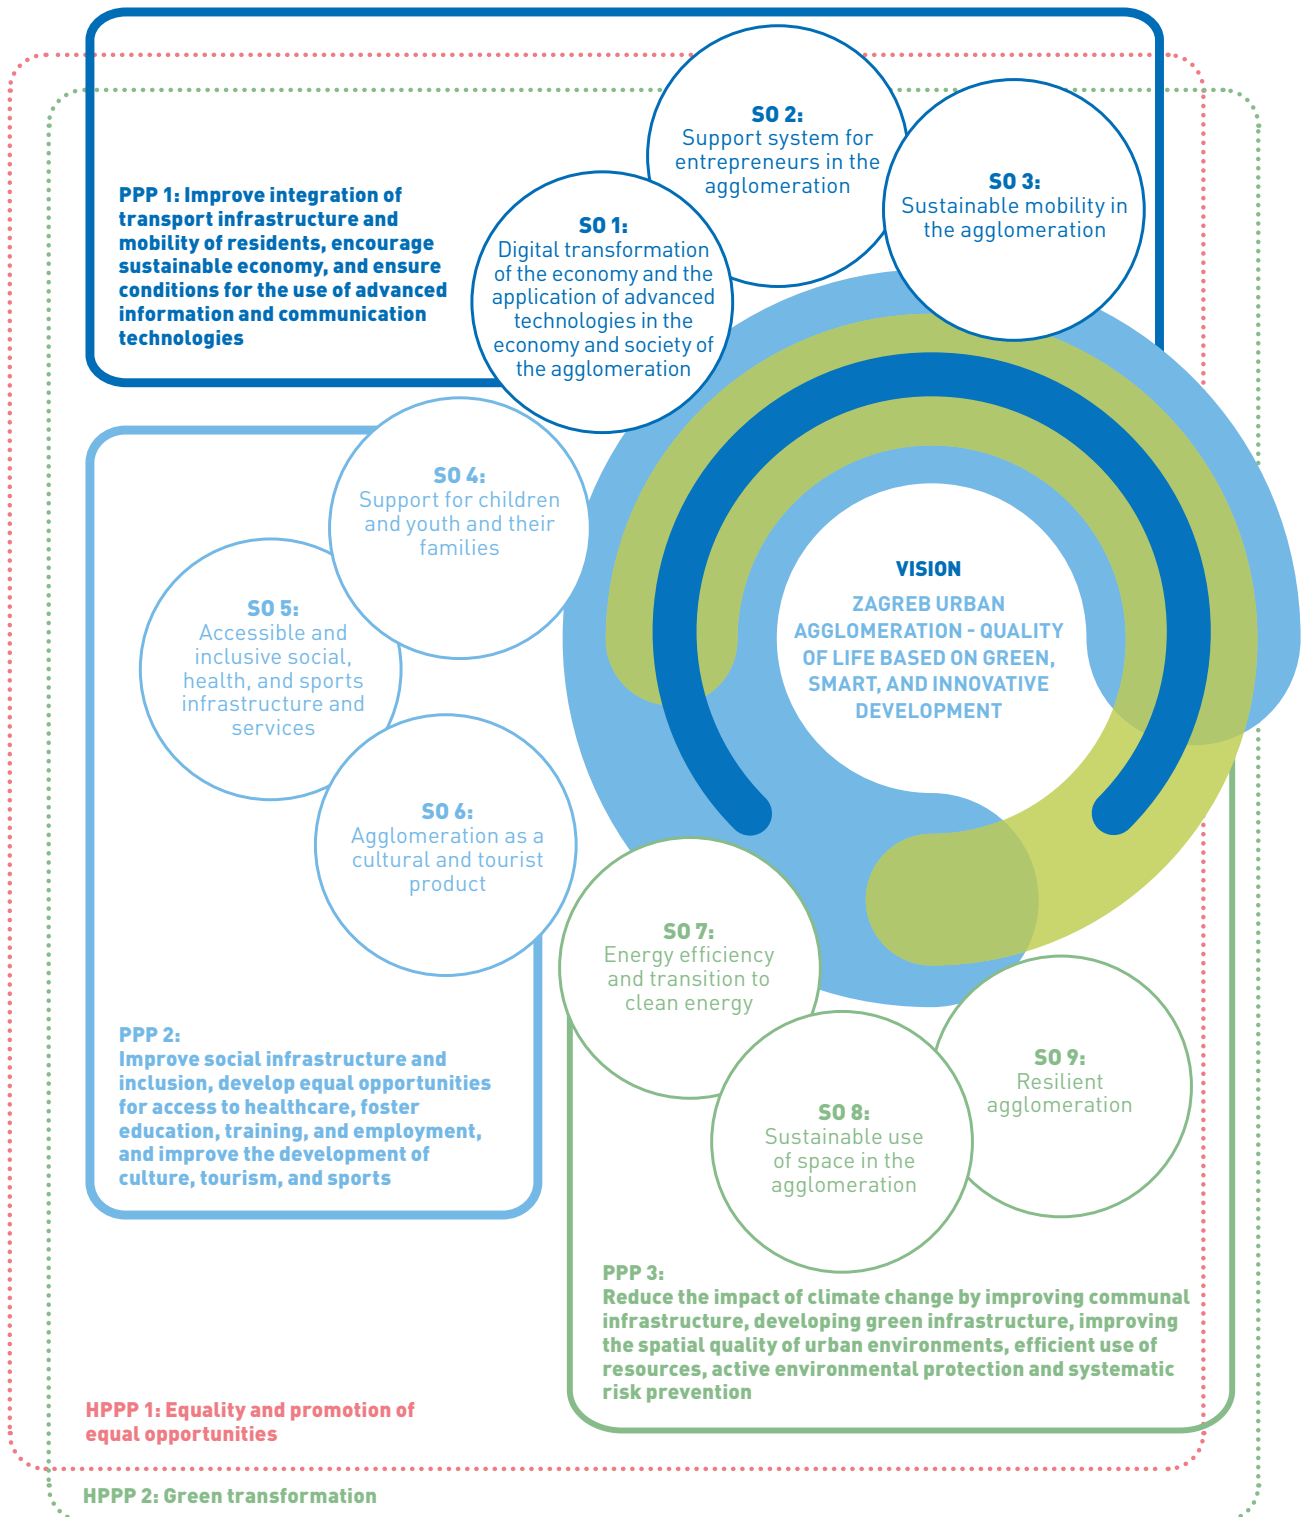 PPP 1: Improve integration of
transport infrastructure and
mobility of residents, encourage
sustainable economy, and ensure
conditions for the use of advanced
information and communication
technologies
SO 1:
Digital transformation
of the economy and the
application of advanced
technologies in the
economy and society of
the agglomeration
SO 2:
Support system for
entrepreneurs in the
agglomeration
SO 3:
Sustainable mobility in
the agglomeration
SO 4:
Support for children
and youth and their
families
SO 5:
Accessible and
inclusive social,
health, and sports
infrastructure and
services
SO 6:
Agglomeration as a
cultural and tourist
product
VISION
ZAGREB URBAN
AGGLOMERATION - QUALITY
OF LIFE BASED ON GREEN,
SMART, AND INNOVATIVE
DEVELOPMENT
PPP 2:
Improve social infrastructure and
inclusion, develop equal opportunities
for access to healthcare, foster
education, training, and employment,
and improve the development of
culture, tourism, and sports
SO 7:
Energy efficiency
and transition to
clean energy
SO 8:
Sustainable use
of space in the
agglomeration
SO 9:
Resilient
agglomeration
PPP 3:
Reduce the impact of climate change by improving communal
infrastructure, developing green infrastructure, improving
the spatial quality of urban environments, efficient use of
resources, active environmental protection and systematic
risk prevention
HPPP 1: Equality and promotion of
equal opportunities
HPPP 2: Green transformation